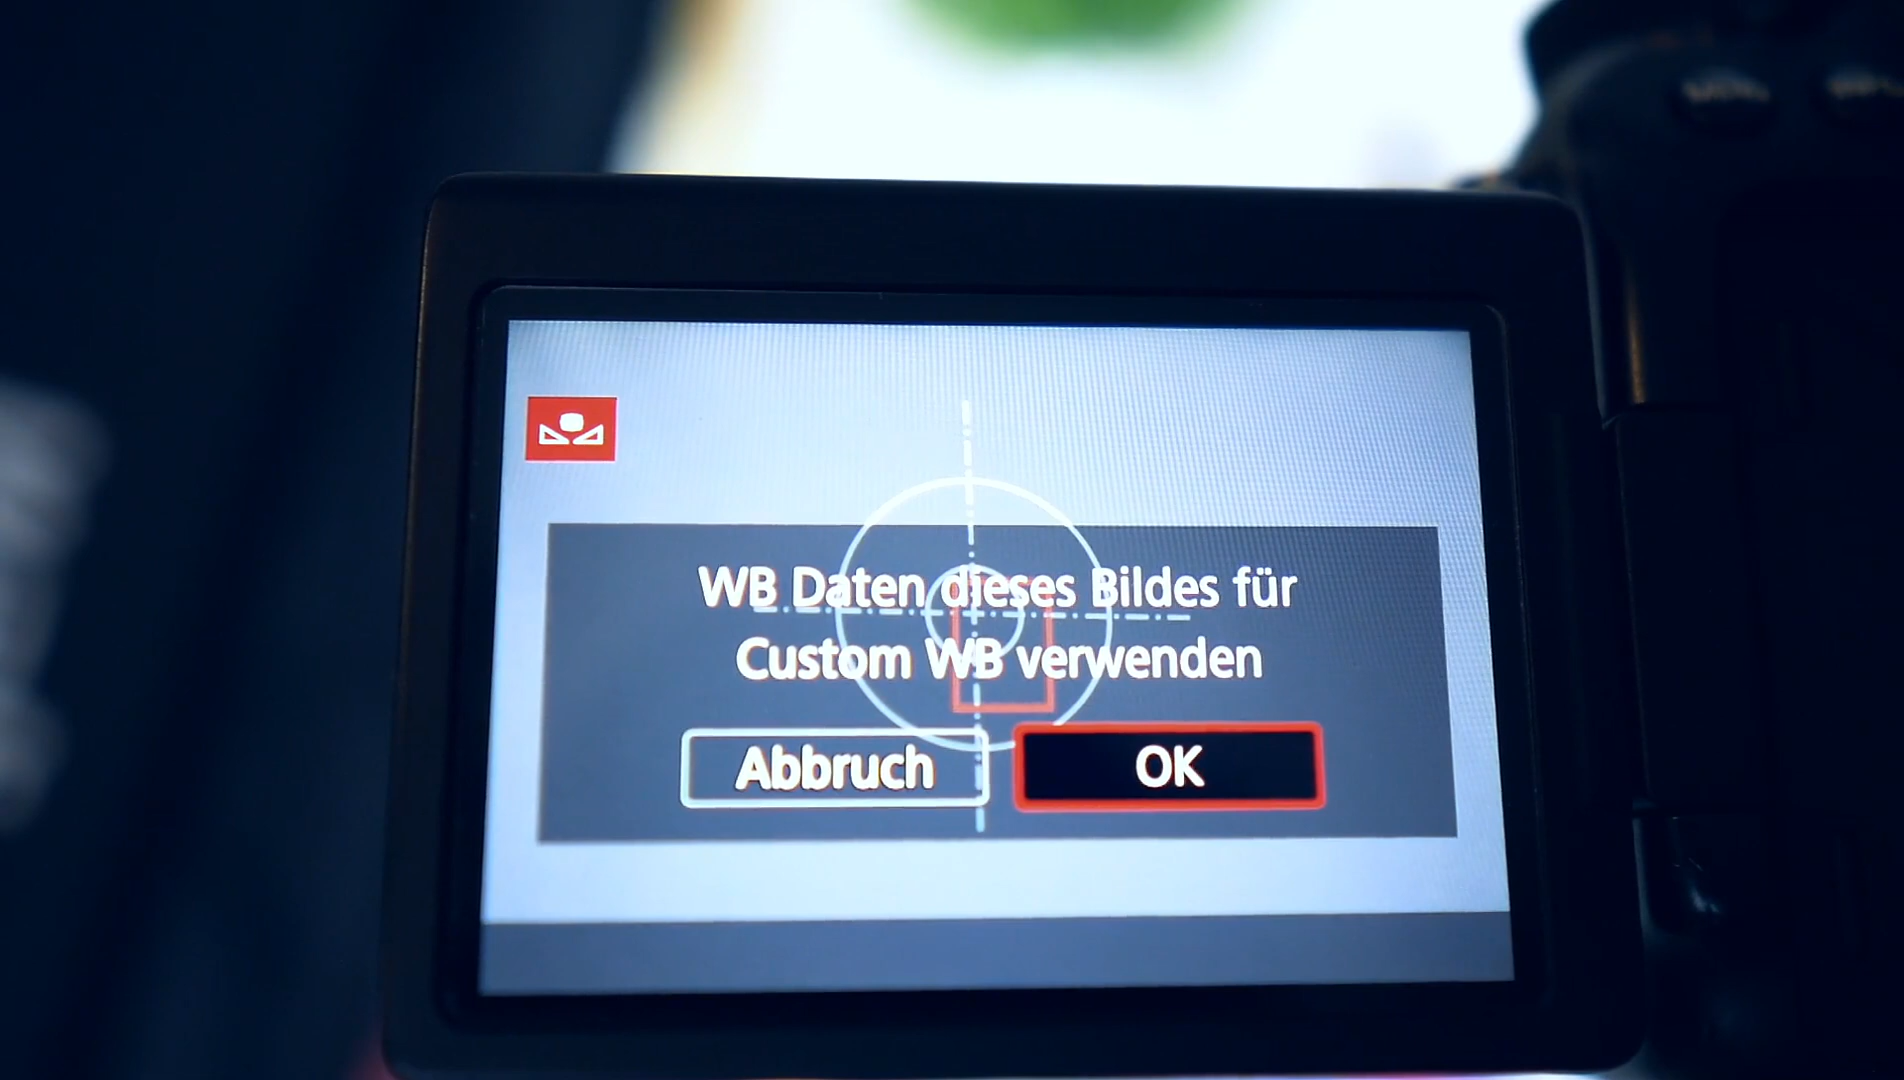 WB Daten dieses Bildes für
Custom WB verwenden
Abbruch
OK